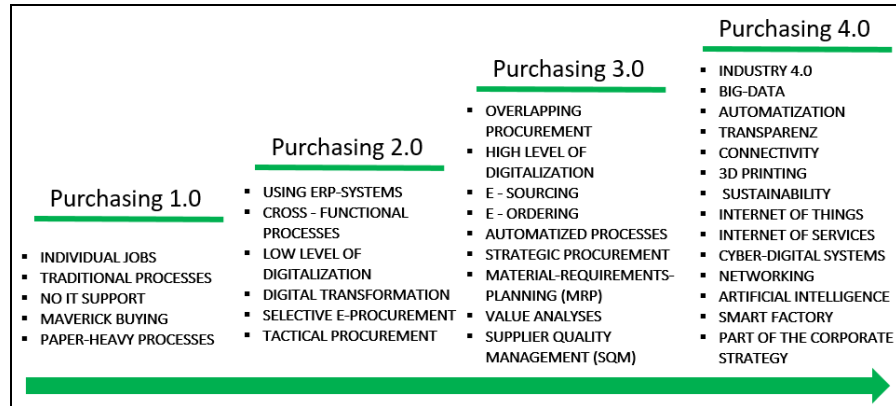 Purchasing 1.0
INDIVIDUAL JOBS
TRADITIONAL PROCESSES
NO IT SUPPORT
MAVERICK BUYING
PAPER-HEAVY PROCESSES
Purchasing 2.0
USING ERP-SYSTEMS
CROSS - FUNCTIONAL
PROCESSES
LOW LEVEL OF
DIGITALIZATION
DIGITAL TRANSFORMATION
SELECTIVE E-PROCUREMENT
TACTICAL PROCUREMENT
Purchasing 3.0
OVERLAPPING
PROCUREMENT
HIGH LEVEL OF
DIGITALIZATION
E - SOURCING
E - ORDERING
AUTOMATIZED PROCESSES
STRATEGIC PROCUREMENT
MATERIAL-REQUIREMENTS-
PLANNING (MRP)
VALUE ANALYSES
SUPPLIER QUALITY
MANAGEMENT (SQM)
Purchasing 4.0
INDUSTRY 4.0
BIG-DATA
AUTOMATIZATION
TRANSPARENZ
CONNECTIVITY
3D PRINTING
SUSTAINABILITY
INTERNET OF THINGS
INTERNET OF SERVICES
CYBER-DIGITAL SYSTEMS
NETWORKING
ARTIFICIAL INTELLIGENCE
SMART FACTORY
PART OF THE CORPORATE
STRATEGY